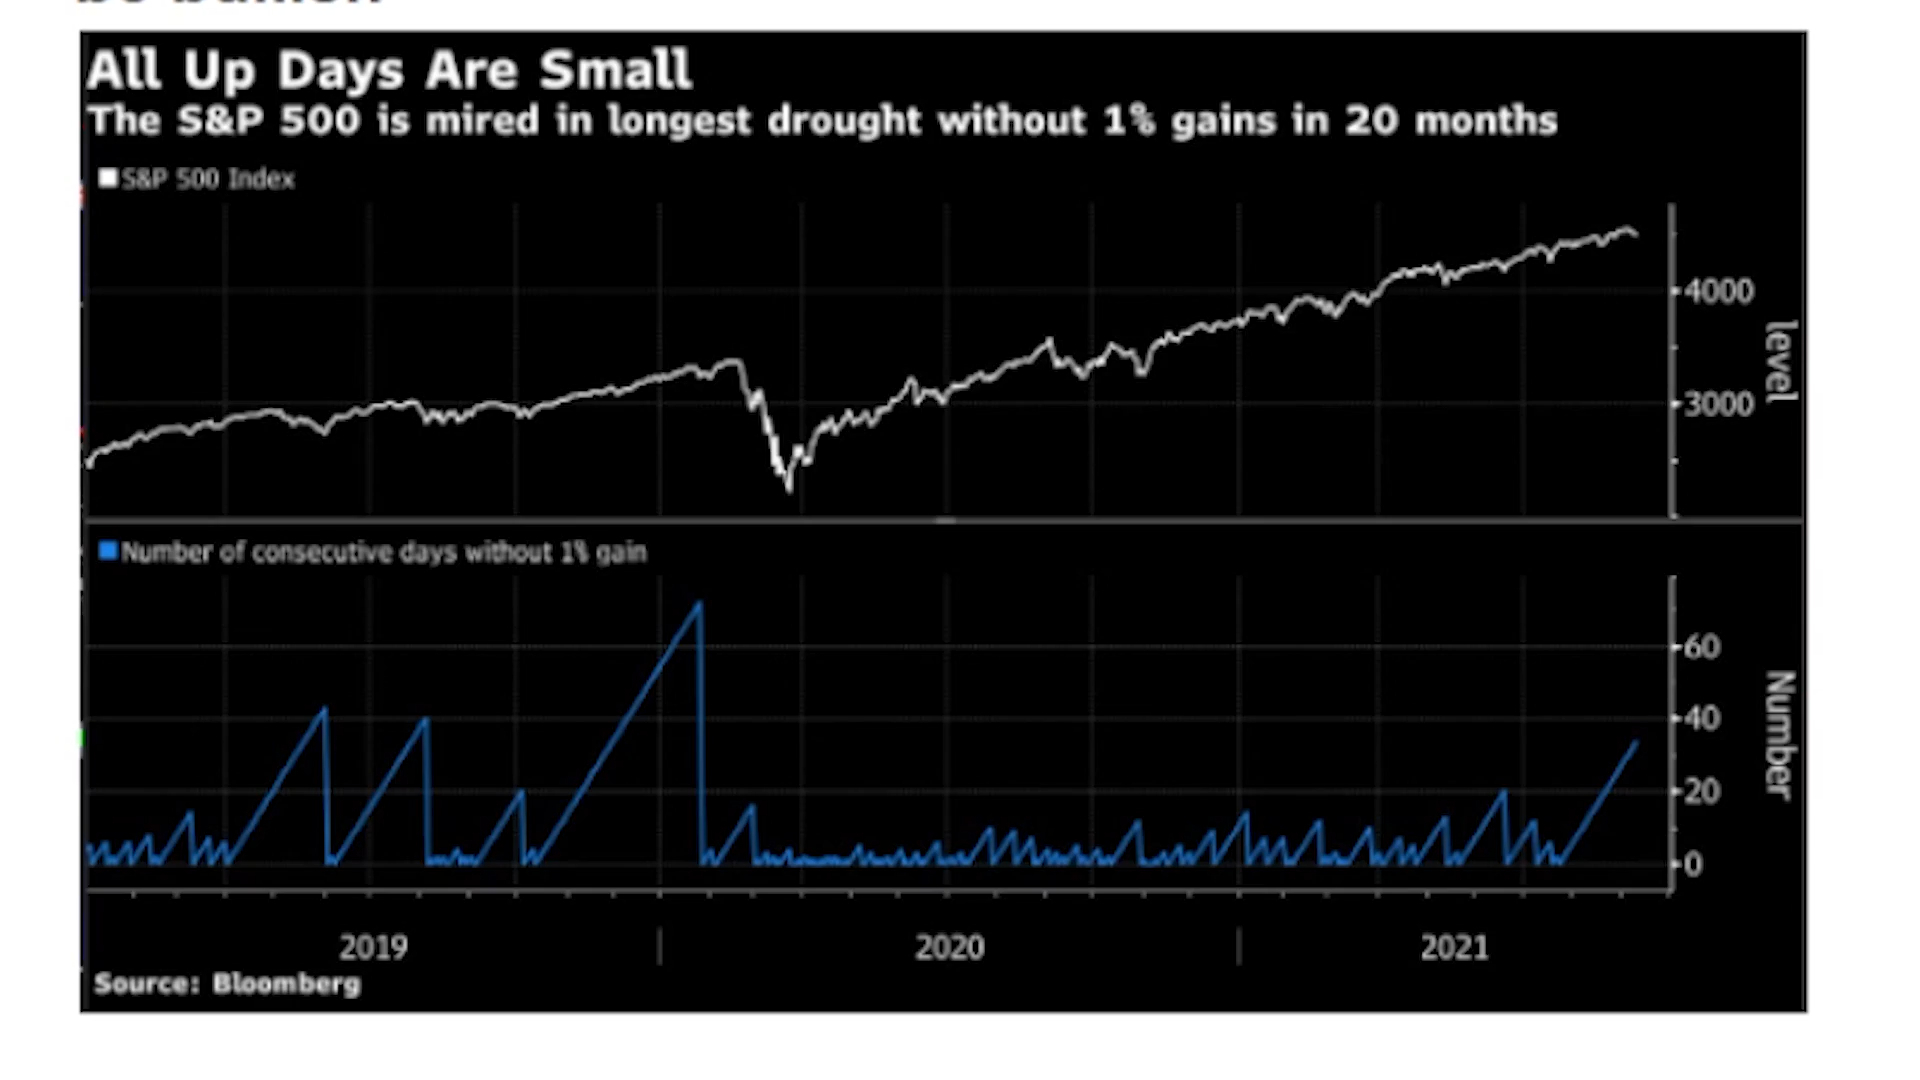 All Up Days Are Small
The S&P 500 is mired in longest drought without 1% gains in 20 months
S&P 500 Index
4000
3000
level
Number of consecutive days without 1% gain
60
40
20
0
Number
2019
2020
2021
Source: Bloomberg